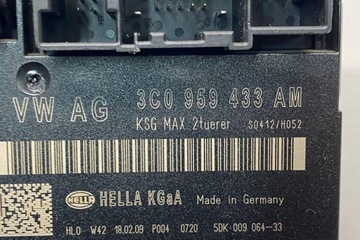 VW AG 3C0 959 433 AM
KSG MAX 2tuerer S0412/H052
HELLA KGaA Made in Germany
HLO W42 18.02.09 P004 0720 5DK 009 064-33